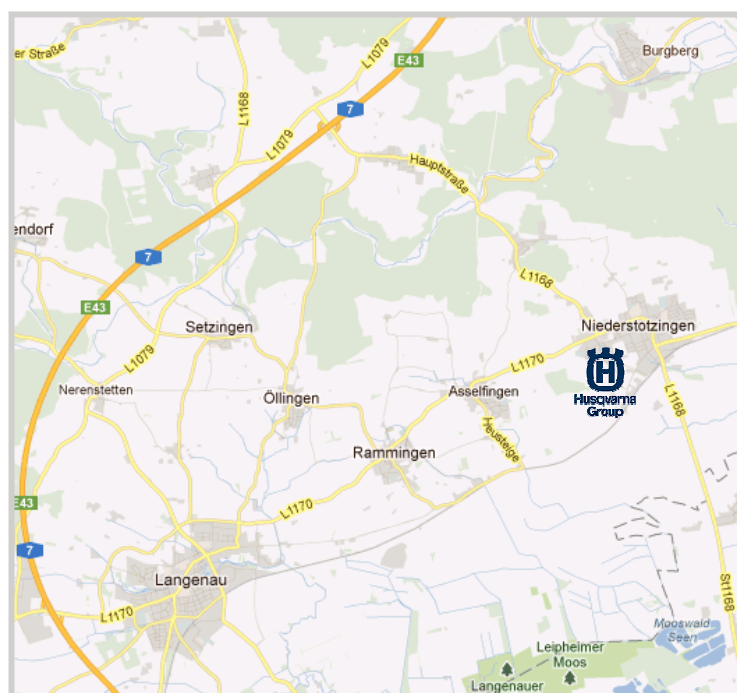 er Straße
L1079
E43
Burgberg
L1168
7
L1079
Hauptstraße
endorf
7
L1168
E43
Setzingen
Niederstotzingen
L1079
L1170
Nerenstetten
Öllingen
Asselfingen
Husqvarna
Group
L1168
Heusteige
Rammingen
E43
L1170
7
Langenau
St1168
L1170
Mooswald
Seen
Leipheimer
Moos
Langenauer